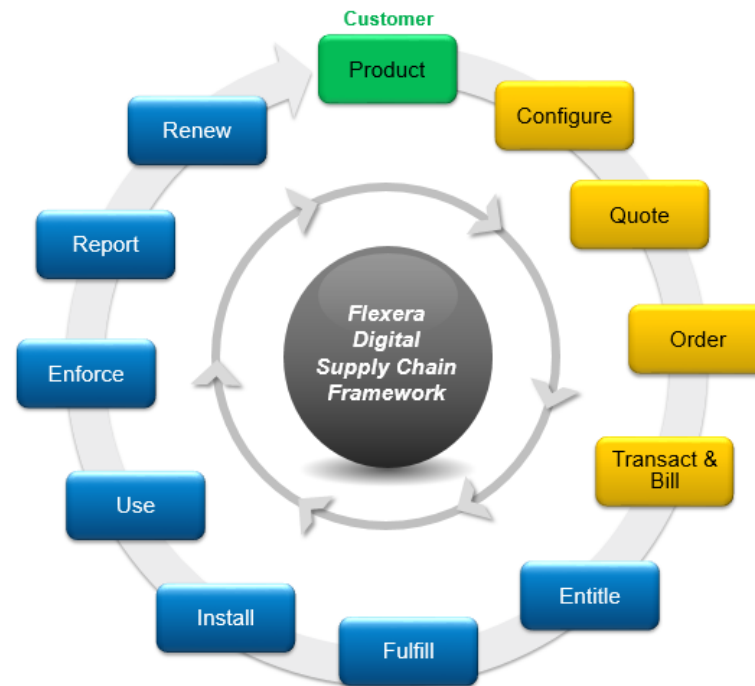 Customer
Product
Configure
Quote
Order
Transact &
Bill
Entitle
Fulfill
Install
Use
Enforce
Report
Renew
Flexera
Digital
Supply Chain
Framework